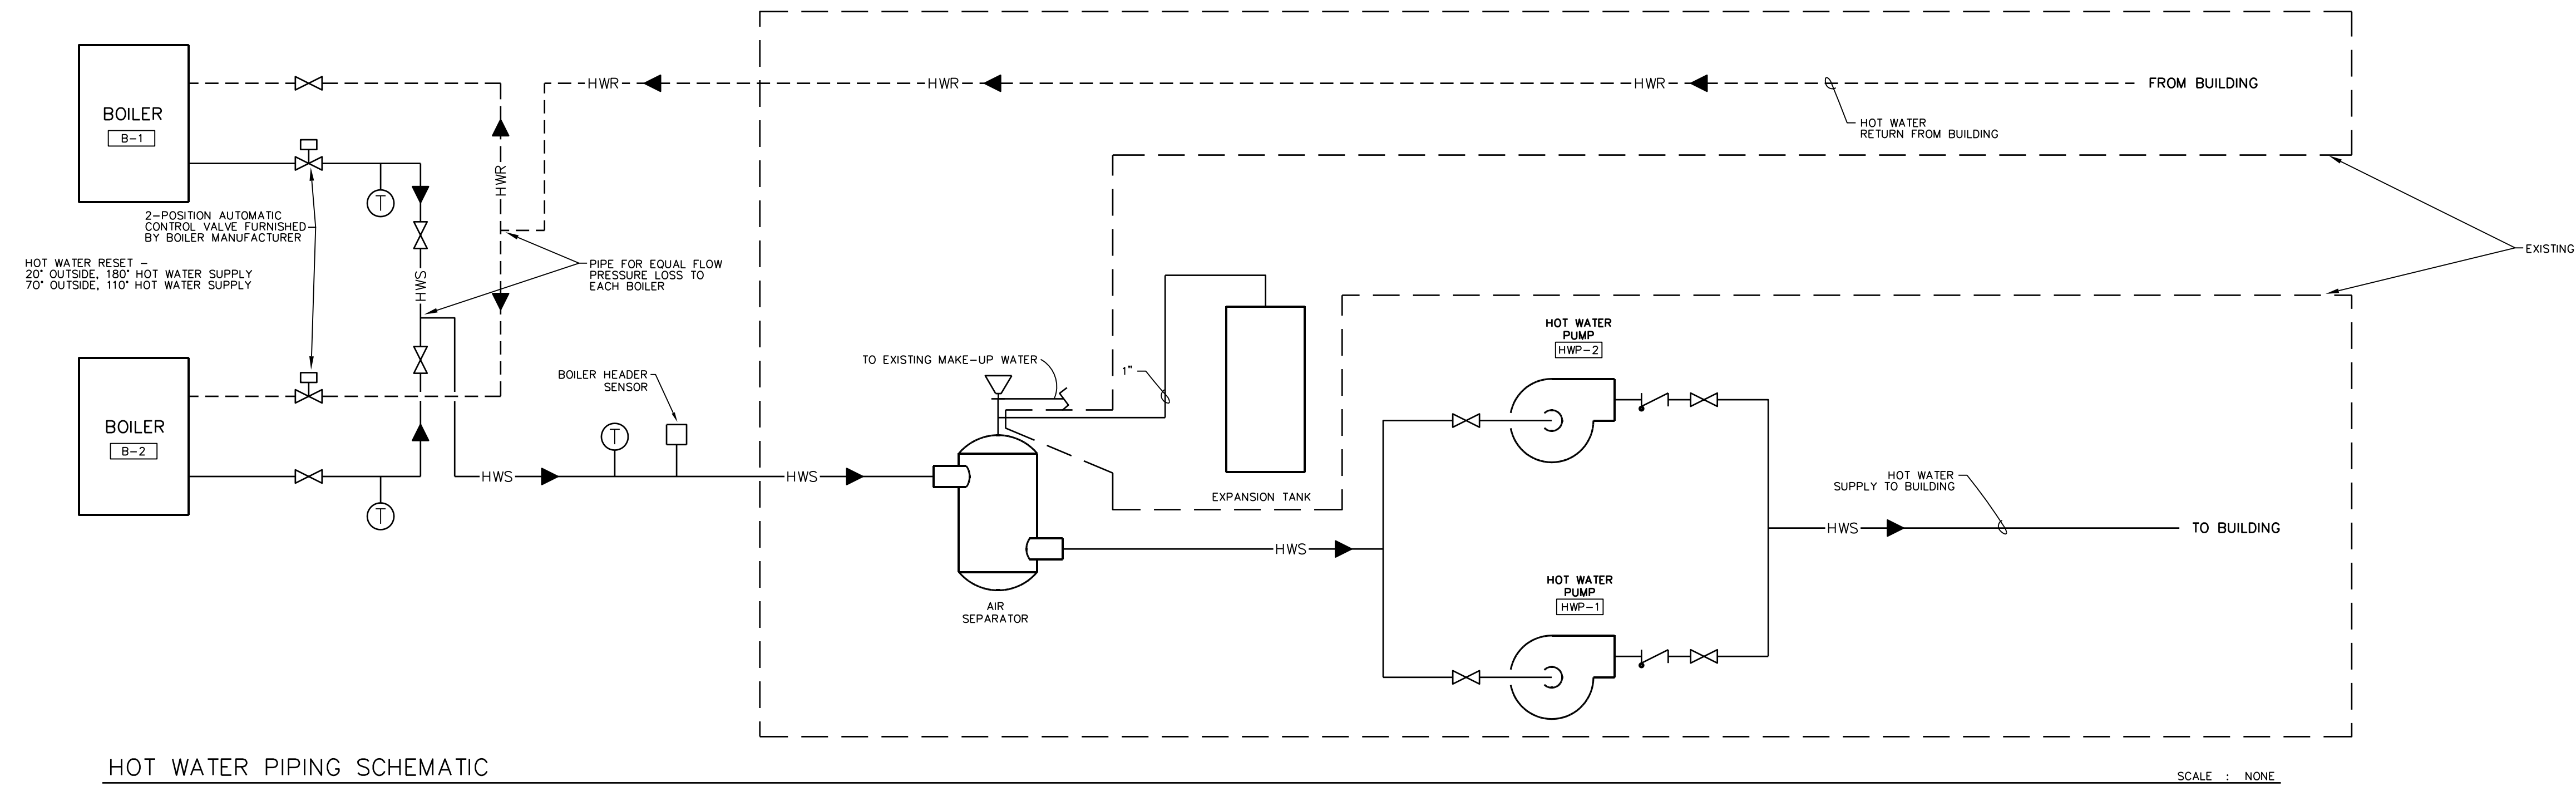 HWR
HWR
HWR
FROM BUILDING
HOT WATER
RETURN FROM BUILDING
BOILER
B-1
T
HWR
2-POSITION AUTOMATIC
CONTROL VALVE FURNISHED
BY BOILER MANUFACTURER
HOT WATER RESET -
20° OUTSIDE, 180° HOT WATER SUPPLY
70° OUTSIDE, 110° HOT WATER SUPPLY
HWS
PIPE FOR EQUAL FLOW
PRESSURE LOSS TO
EACH BOILER
EXISTING
HOT WATER
PUMP
HWP-2
TO EXISTING MAKE-UP WATER
1"
BOILER HEADER
SENSOR
BOILER
B-2
T
T
HWS
HWS
EXPANSION TANK
HOT WATER
SUPPLY TO BUILDING
HWS
TO BUILDING
HWS
AIR
SEPARATOR
HOT WATER
PUMP
HWP-1
HOT WATER PIPING SCHEMATIC
SCALE : NONE